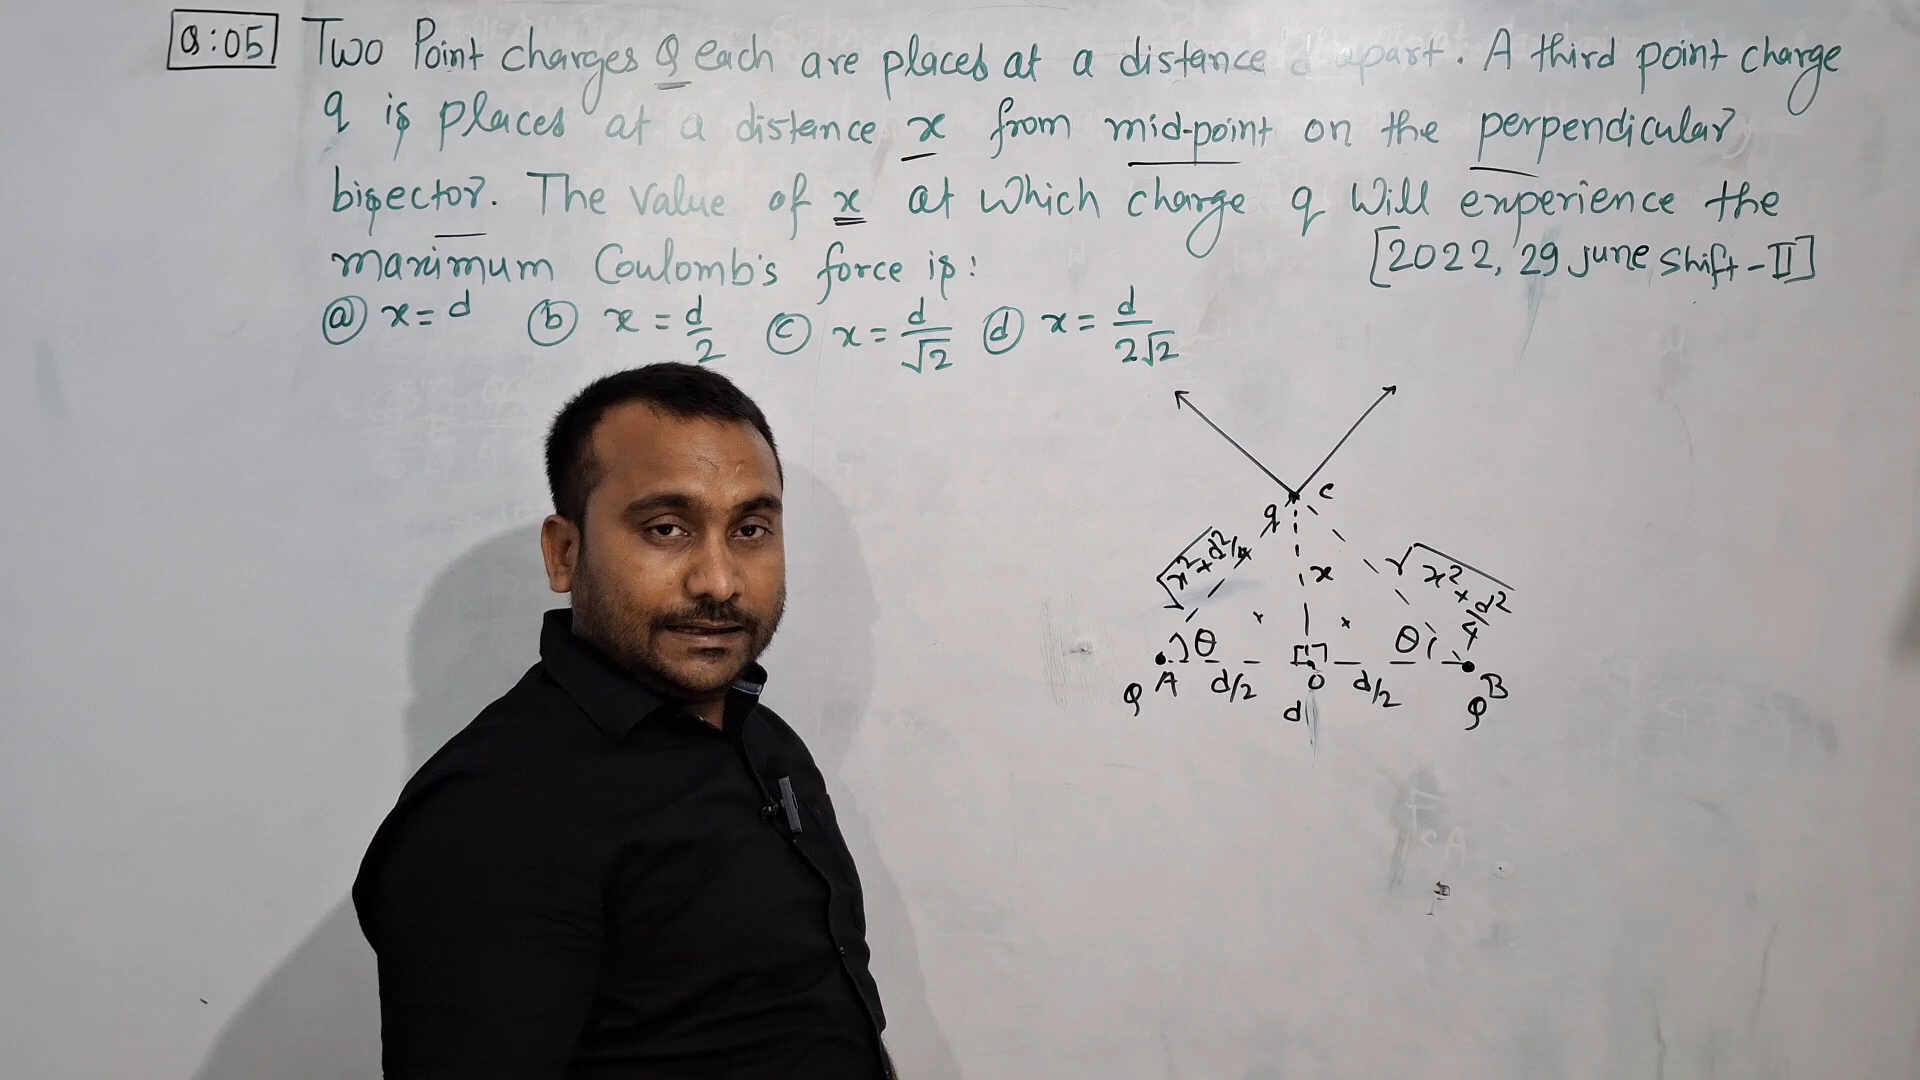 Q:05 Two Point charges Q each are placed at a distance d apart. A third point charge
q is placed at a distance x from mid-point on the perpendicular
bisector. The value of x at which charge q will experience the
maximum Coulomb's force is:
[2022, 29 june shift-II]
(a) x = d (b) x = d/2 (c) x = d/√2 (d) x = d/2√2
q C
√x²+d²/4 x √x²+d²/4
θ θ
Q A d/2 O d/2 B Q
d